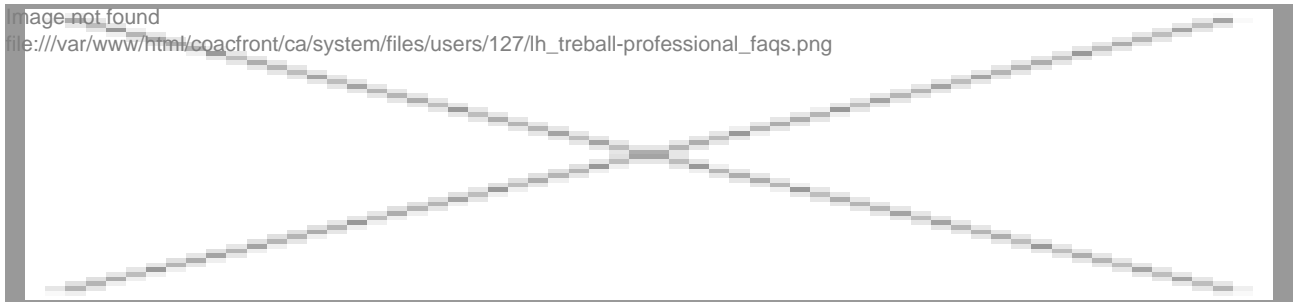 Image not found
file:///var/www/html/coacfront/ca/system/files/users/127/lh_treball-professional_faqs.png